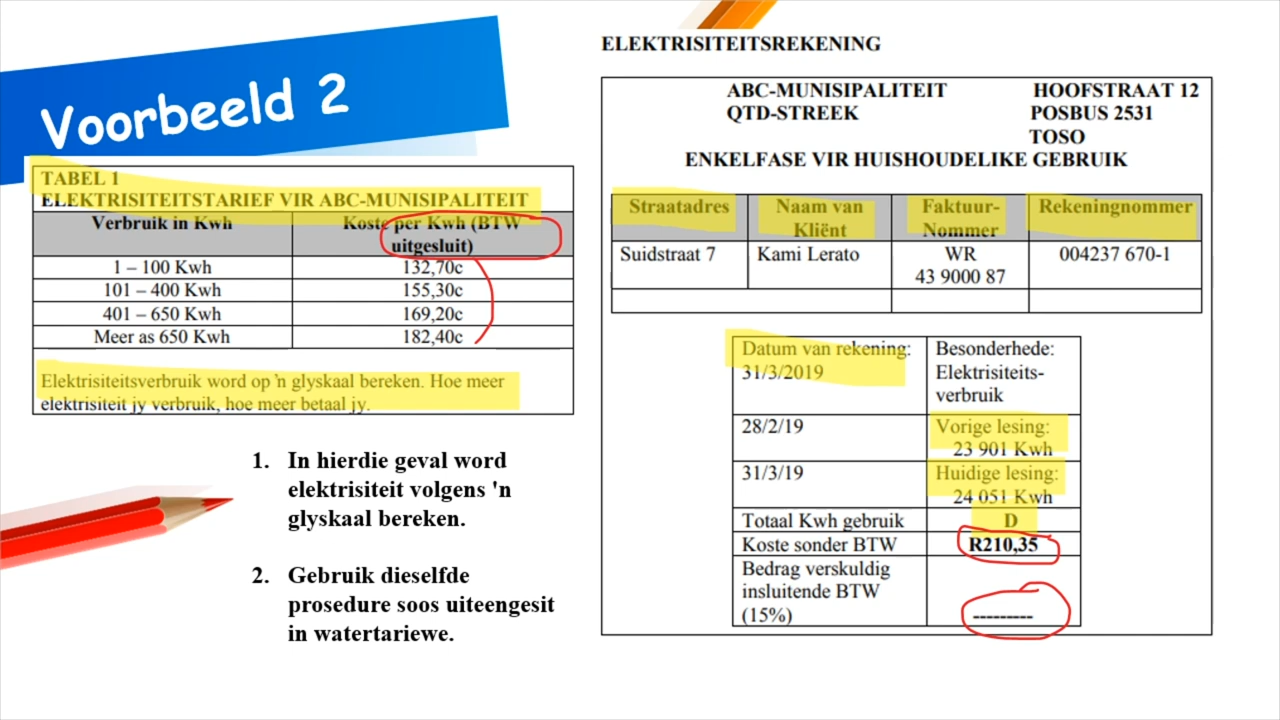 Voorbeeld 2
TABEL 1
ELEKTRISITEITSTARIEF VIR ABC-MUNISIPALITEIT
Verbruik in Kwh Koste per Kwh (BTW
uitgesluit)
1 – 100 Kwh 132,70c
101 – 400 Kwh 155,30c
401 – 650 Kwh 169,20c
Meer as 650 Kwh 182,40c
Elektrisiteitsverbruik word op 'n glyskaal bereken. Hoe meer
elektrisiteit jy verbruik, hoe meer betaal jy.
1. In hierdie geval word
elektrisiteit volgens 'n
glyskaal bereken.
2. Gebruik dieselfde
prosedure soos uiteengesit
in watertariewe.
ELEKTRISITEITSREKENING
ABC-MUNISIPALITEIT HOOFSTRAAT 12
QTD-STREEK POSBUS 2531
TOSO
ENKELFASE VIR HUISHOUDELIKE GEBRUIK
Straatadres Naam van Faktuur- Rekeningnommer
Kliënt Nommer
Suidstraat 7 Kami Lerato WR 004237 670-1
43 9000 87
Datum van rekening: Besonderhede:
31/3/2019 Elektrisiteits-
verbruik
28/2/19 Vorige lesing:
23 901 Kwh
31/3/19 Huidige lesing:
24 051 Kwh
Totaal Kwh gebruik D
Koste sonder BTW R210,35
Bedrag verskuldig
insluitende BTW
(15%) ---------